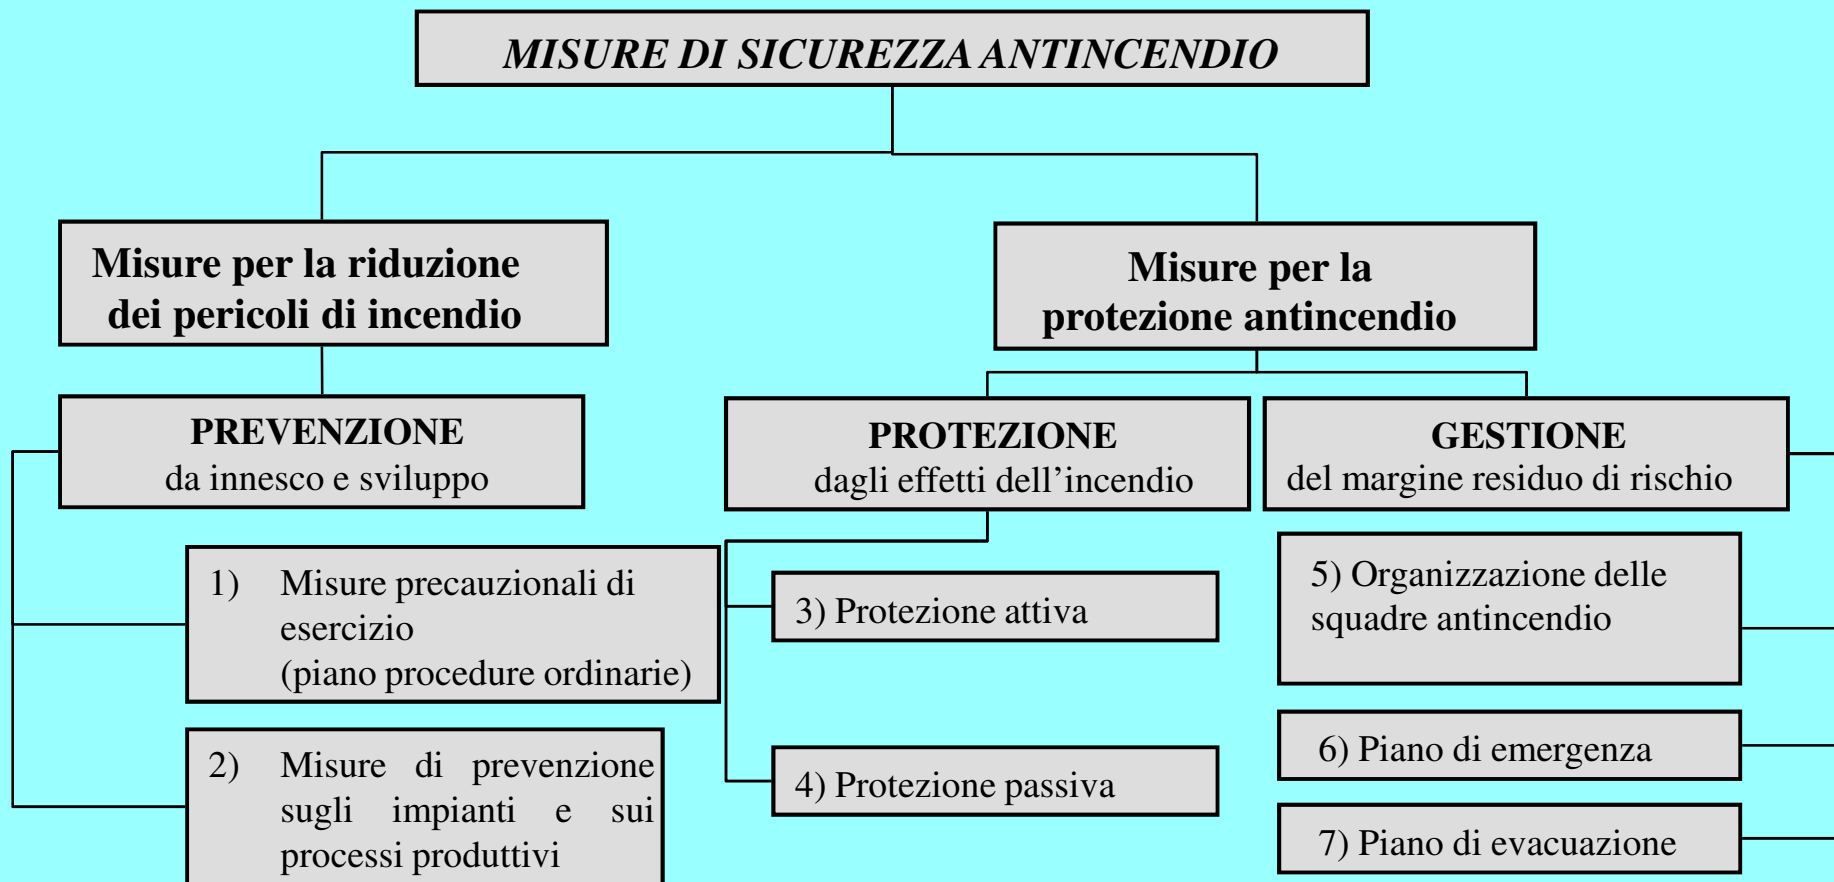 MISURE DI SICUREZZA ANTINCENDIO
Misure per la riduzione
dei pericoli di incendio
Misure per la
protezione antincendio
PREVENZIONE
da innesco e sviluppo
PROTEZIONE
dagli effetti dell’incendio
GESTIONE
del margine residuo di rischio
1) Misure precauzionali di
esercizio
(piano procedure ordinarie)
2) Misure di prevenzione
sugli impianti e sui
processi produttivi
3) Protezione attiva
4) Protezione passiva
5) Organizzazione delle
squadre antincendio
6) Piano di emergenza
7) Piano di evacuazione